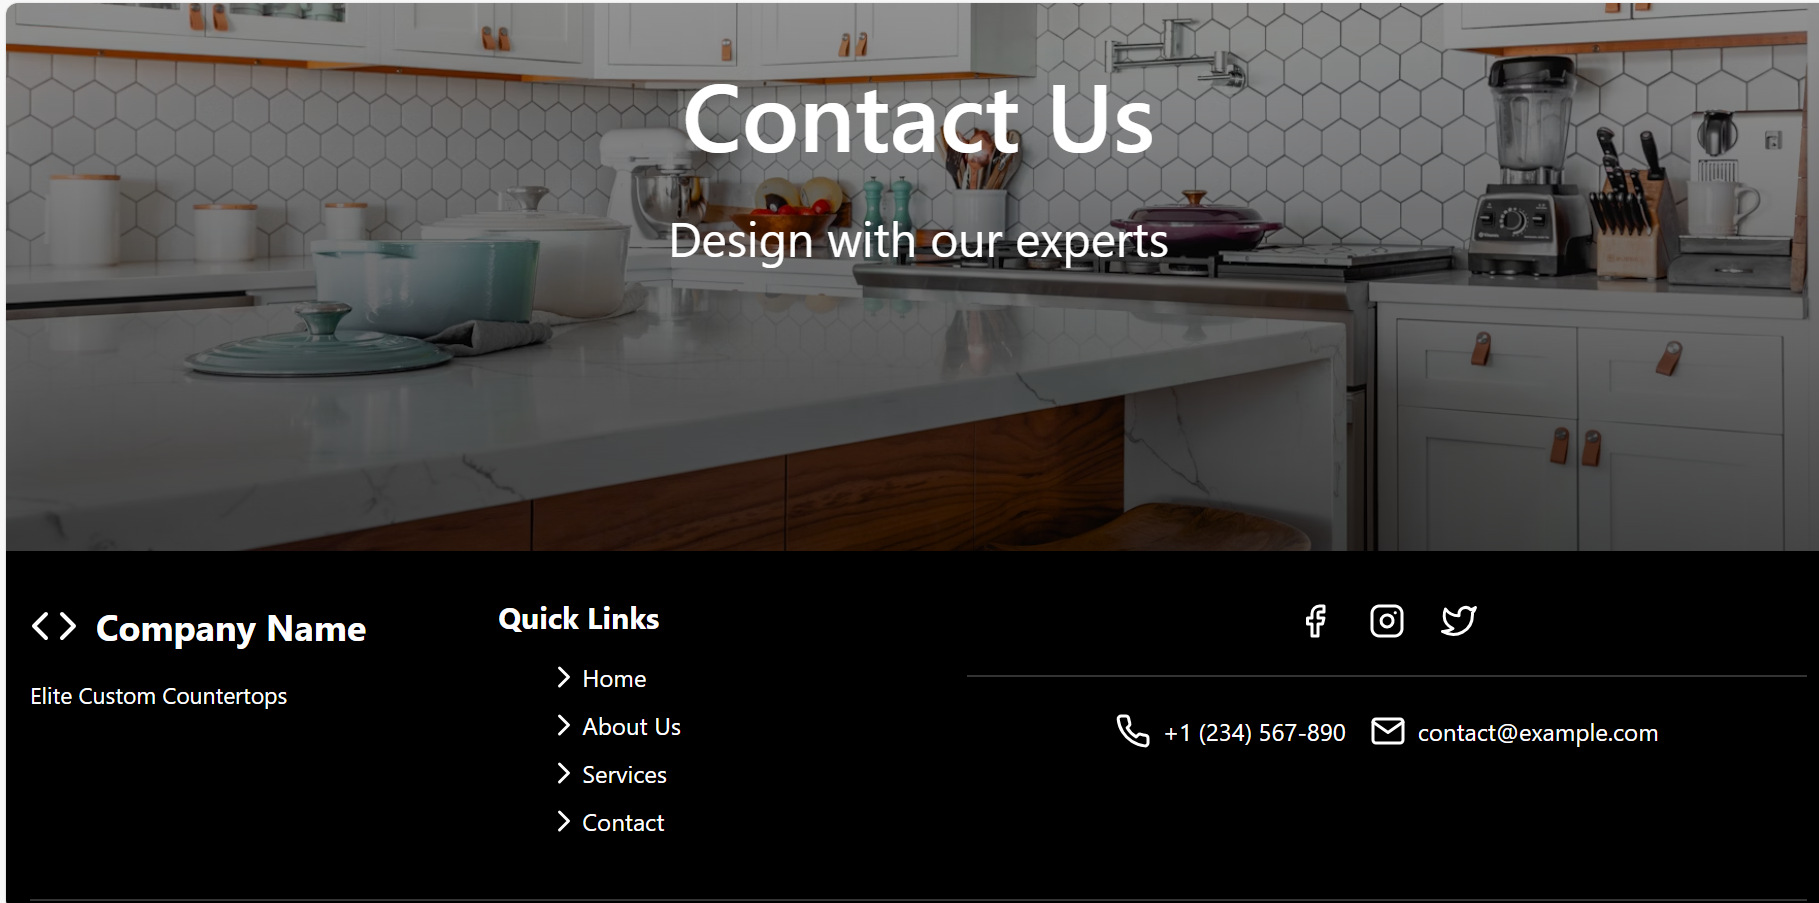 Contact Us
Design with our experts
Company Name
Elite Custom Countertops
Quick Links
Home
About Us
Services
Contact
+1 (234) 567-890
contact@example.com